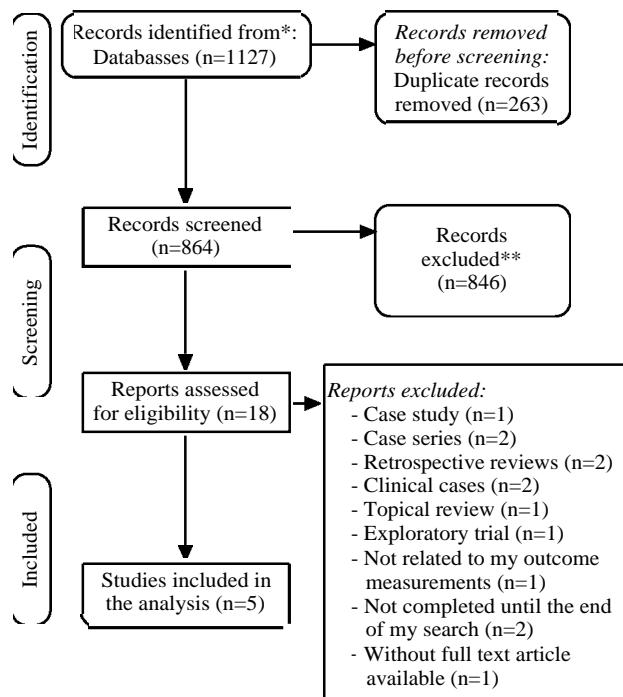 Identification
Records identified from*:
Databasses (n=1127)
Records removed
before screening:
Duplicate records
removed (n=263)
Screening
Records screened
(n=864)
Records
excluded**
(n=846)
Reports assessed
for eligibility (n=18)
Reports excluded:
- Case study (n=1)
- Case series (n=2)
- Retrospective reviews (n=2)
- Clinical cases (n=2)
- Topical review (n=1)
- Exploratory trial (n=1)
- Not related to my outcome
measurements (n=1)
- Not completed until the end
of my search (n=2)
- Without full text article
available (n=1)
Included
Studies included in
the analysis (n=5)